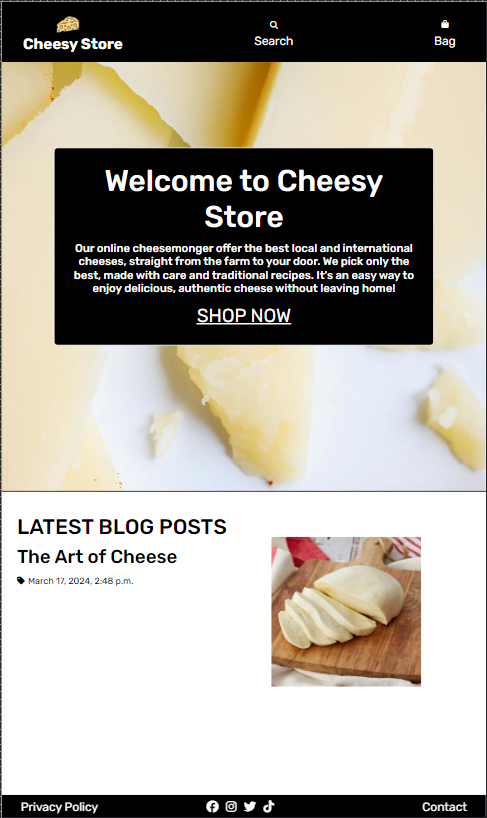 Cheesy Store
Search
Bag
Welcome to Cheesy
Store
Our online cheesemonger offer the best local and international
cheeses, straight from the farm to your door. We pick only the
best, made with care and traditional recipes. It's an easy way to
enjoy delicious, authentic cheese without leaving home!
SHOP NOW
LATEST BLOG POSTS
The Art of Cheese
March 17, 2024, 2:48 p.m.
Privacy Policy
Contact